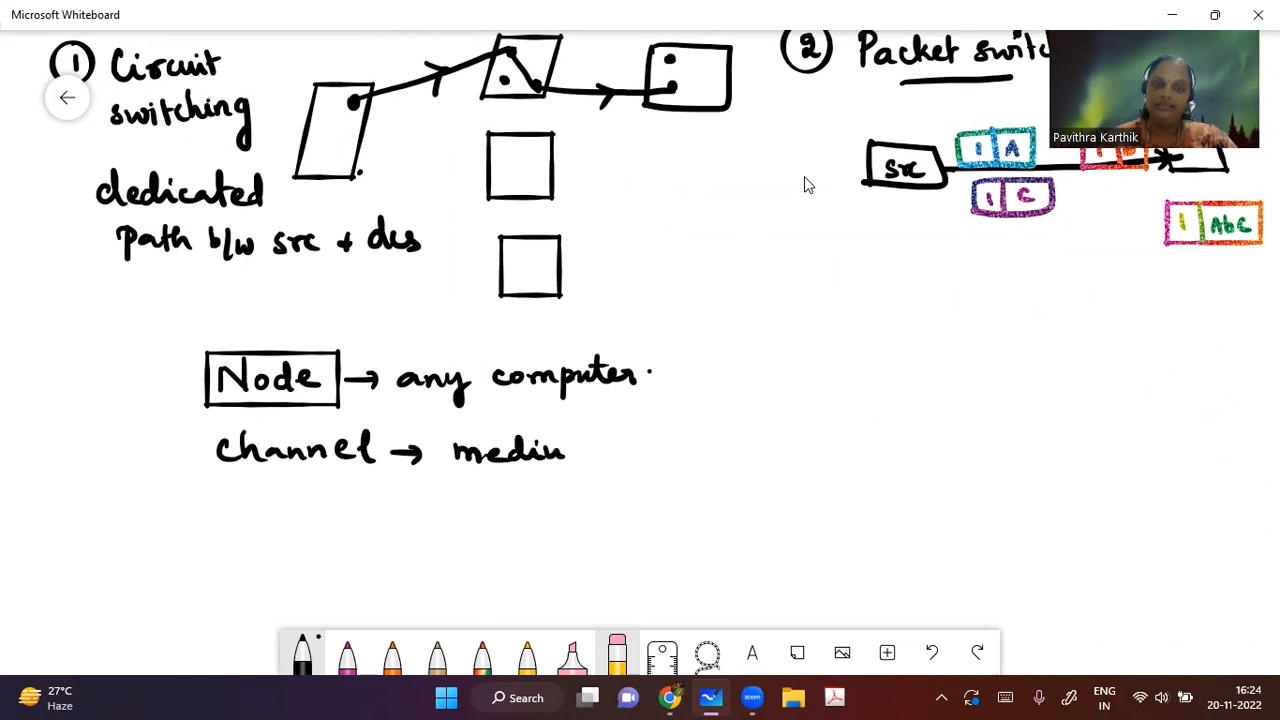 Microsoft Whiteboard
① Circuit
switching
dedicated
path b/w src + des
② Packet switc
Pavithra Karthik
src
1 A
1 C
1 AbC
Node → any computer.
channel → mediu
27°C
Haze
Search
ENG
IN
16:24
20-11-2022